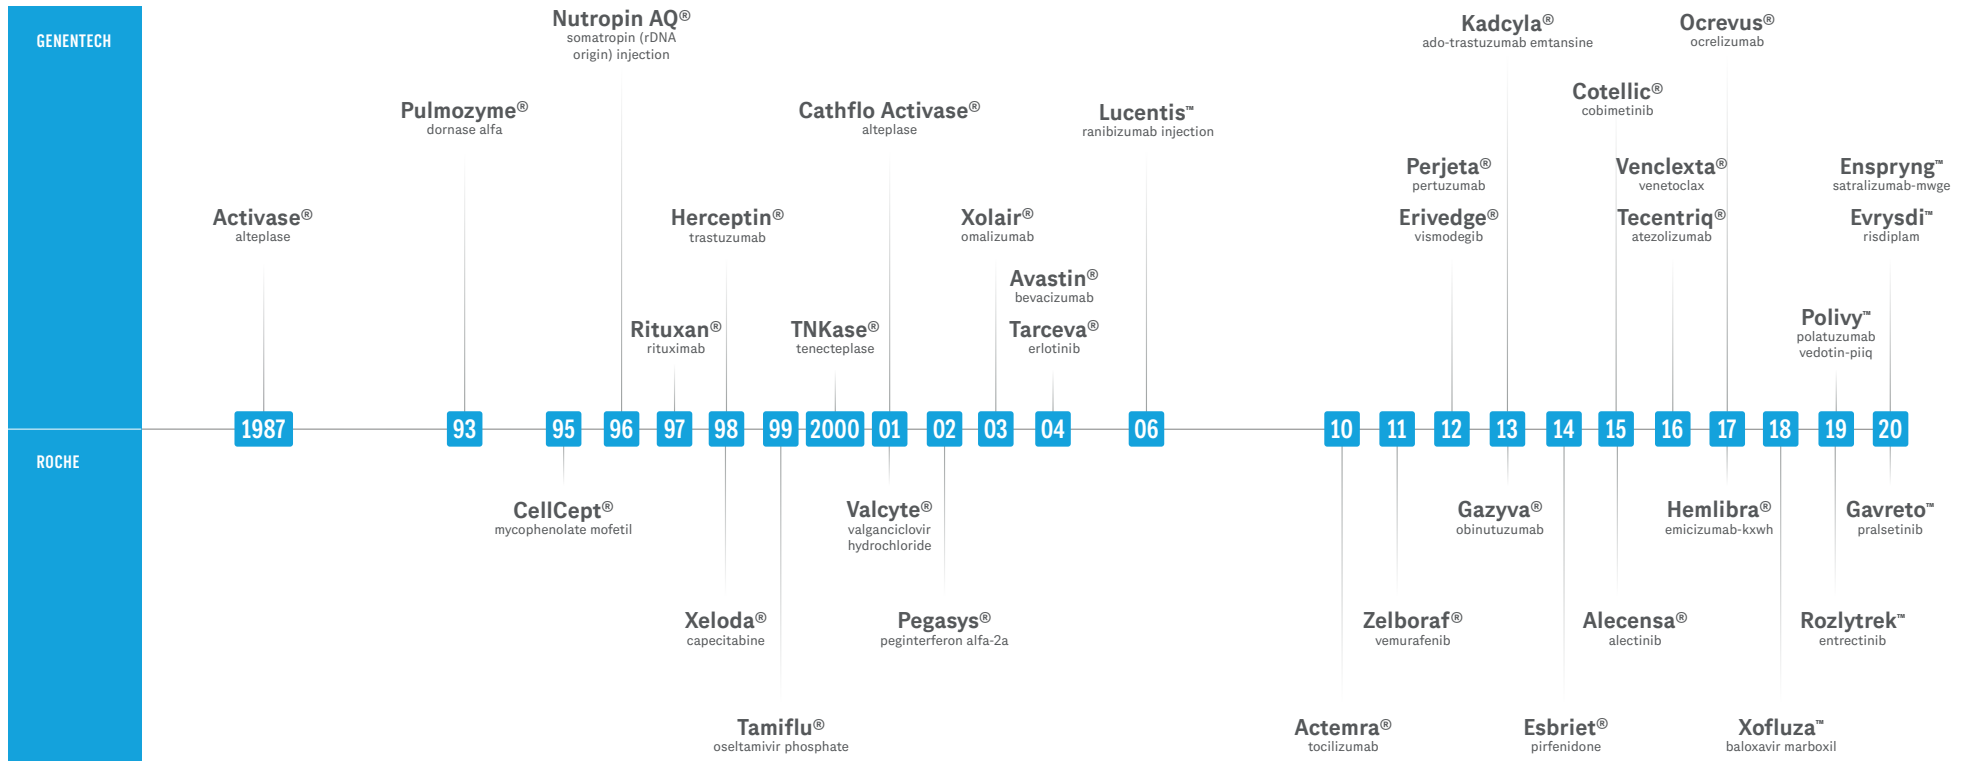 GENENTECH
Nutropin AQ®
somatropin (rDNA
origin) injection
Kadcyla®
ado-trastuzumab emtansine
Ocrevus®
ocrelizumab
Pulmozyme®
dornase alfa
Cathflo Activase®
alteplase
Lucentis™
ranibizumab injection
Cotellic®
cobimetinib
Perjeta®
pertuzumab
Venclexta®
venetoclax
Enspryng™
satralizumab-mwge
Activase®
alteplase
Herceptin®
trastuzumab
Xolair®
omalizumab
Erivedge®
vismodegib
Tecentriq®
atezolizumab
Evrysdi™
risdiplam
Avastin®
bevacizumab
Rituxan®
rituximab
TNKase®
tenecteplase
Tarceva®
erlotinib
Polivy™
polatuzumab
vedotin-piiq
1987 93 95 96 97 98 99 2000 01 02 03 04 06 10 11 12 13 14 15 16 17 18 19 20
ROCHE
CellCept®
mycophenolate mofetil
Valcyte®
valganciclovir
hydrochloride
Gazyva®
obinutuzumab
Hemlibra®
emicizumab-kxwh
Gavreto™
pralsetinib
Xeloda®
capecitabine
Pegasys®
peginterferon alfa-2a
Zelboraf®
vemurafenib
Alecensa®
alectinib
Rozlytrek™
entrectinib
Tamiflu®
oseltamivir phosphate
Actemra®
tocilizumab
Esbriet®
pirfenidone
Xofluza™
baloxavir marboxil